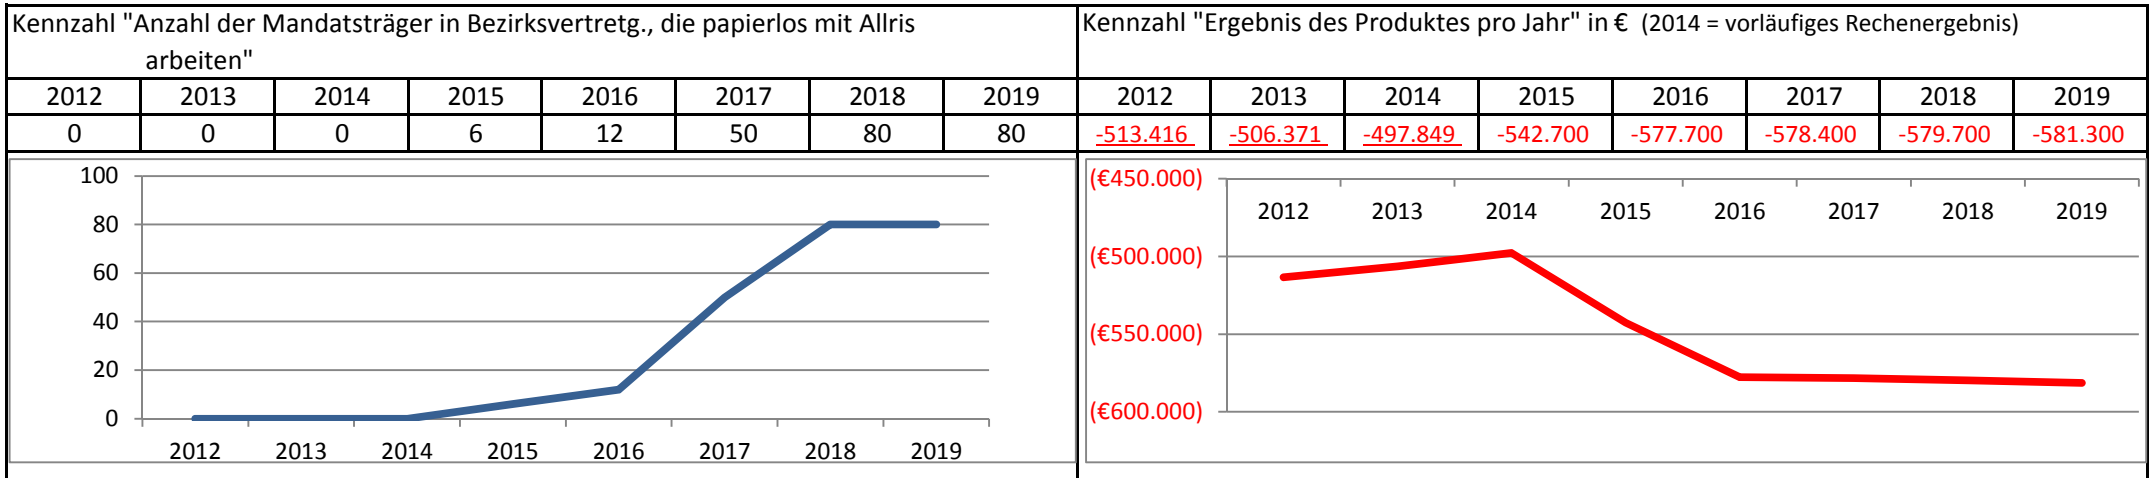 Kennzahl "Anzahl der Mandatsträger in Bezirksvertretg., die papierlos mit Allris
arbeiten"
2012 2013 2014 2015 2016 2017 2018 2019
0 0 0 6 12 50 80 80
100
80
60
40
20
0
2012 2013 2014 2015 2016 2017 2018 2019
Kennzahl "Ergebnis des Produktes pro Jahr" in € (2014 = vorläufiges Rechenergebnis)
2012 2013 2014 2015 2016 2017 2018 2019
-513.416 -506.371 -497.849 -542.700 -577.700 -578.400 -579.700 -581.300
(€450.000)
2012 2013 2014 2015 2016 2017 2018 2019
(€500.000)
(€550.000)
(€600.000)